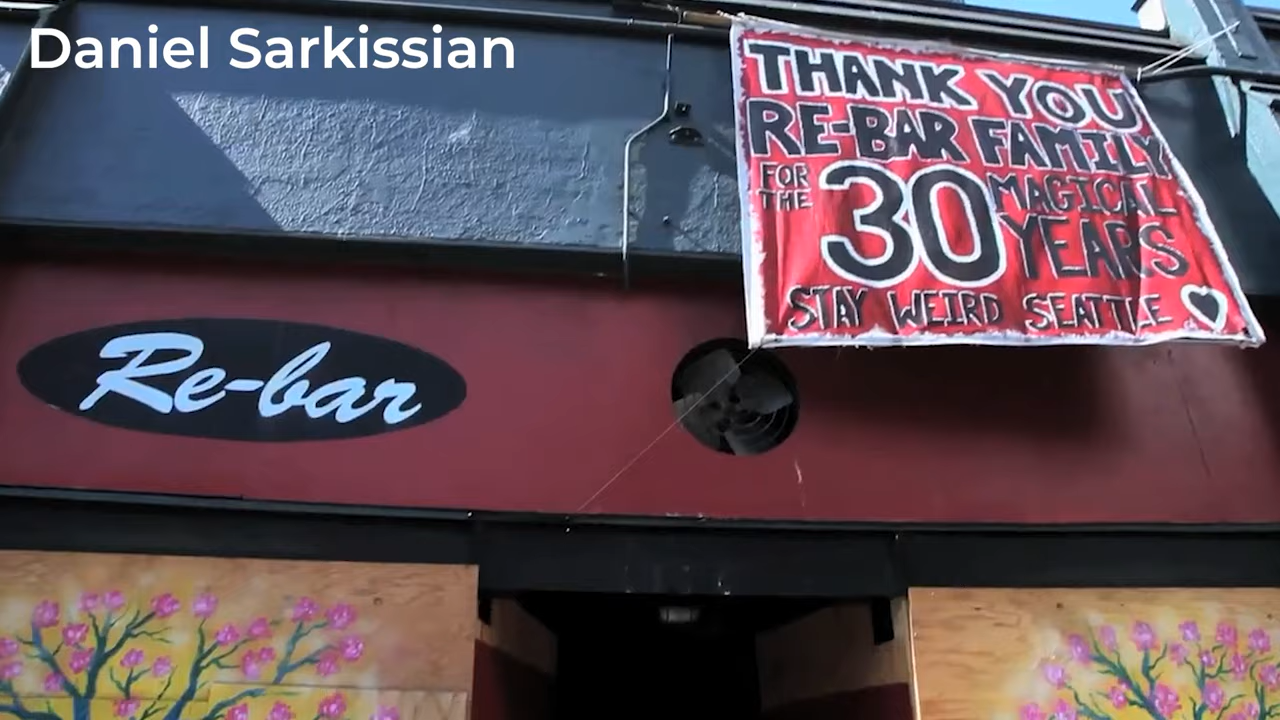 Daniel Sarkissian
THANK YOU
RE-BAR FAMILY
FOR
THE
30
MAGICAL
YEARS
STAY WEIRD SEATTLE
Re-bar